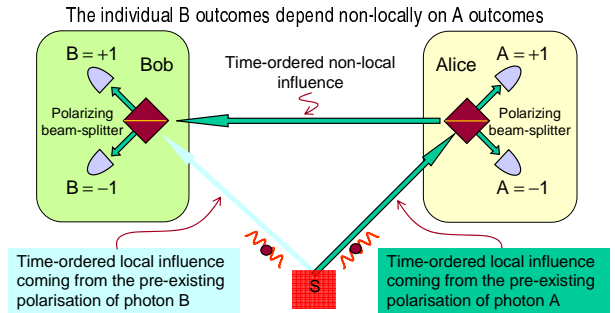 The individual B outcomes depend non-locally on A outcomes
B = +1
Bob
Polarizing
beam-splitter
B = −1
Time-ordered non-local
influence
Alice
A = +1
Polarizing
beam-splitter
A = −1
S
Time-ordered local influence
coming from the pre-existing
polarisation of photon B
Time-ordered local influence
coming from the pre-existing
polarisation of photon A